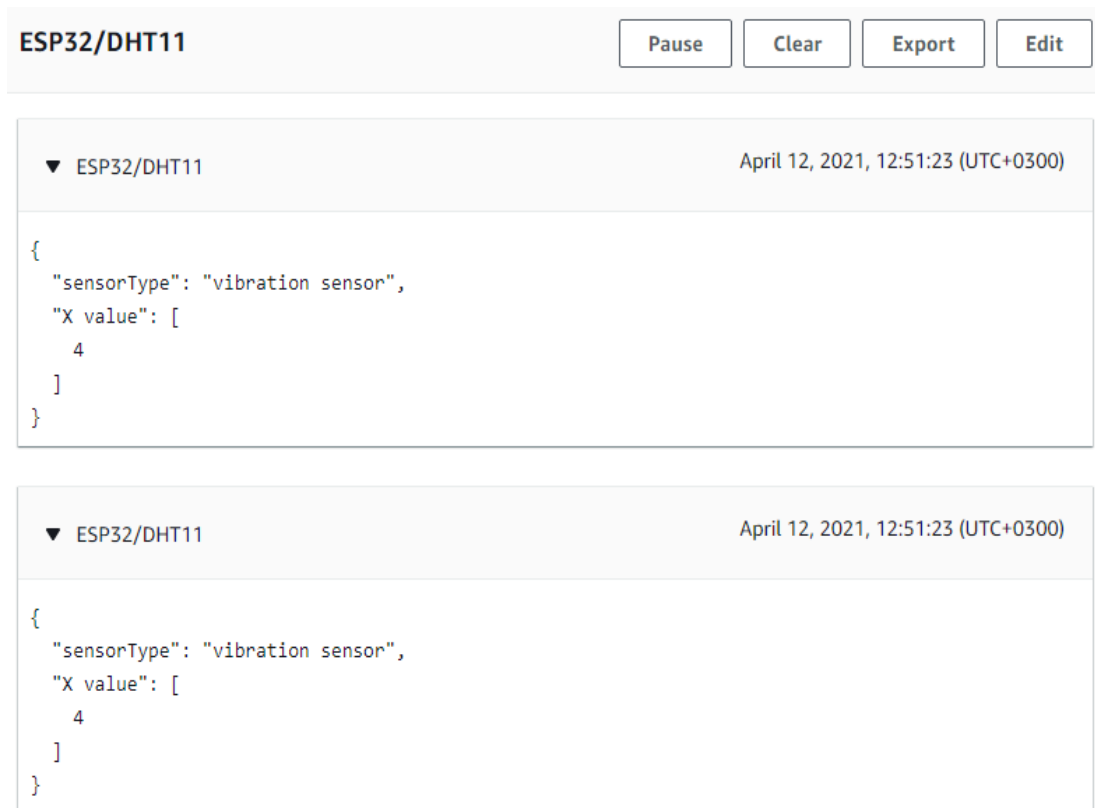 ESP32/DHT11
Pause Clear Export Edit
▼ ESP32/DHT11 April 12, 2021, 12:51:23 (UTC+0300)
{
  "sensorType": "vibration sensor",
  "X value": [
    4
  ]
}
▼ ESP32/DHT11 April 12, 2021, 12:51:23 (UTC+0300)
{
  "sensorType": "vibration sensor",
  "X value": [
    4
  ]
}